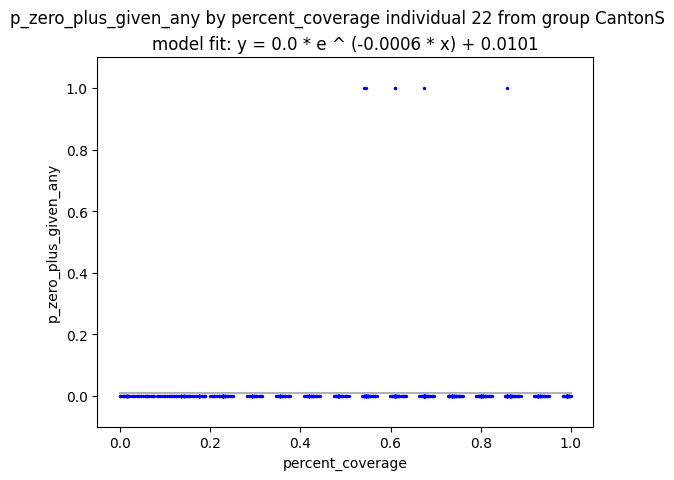 p_zero_plus_given_any by percent_coverage individual 22 from group CantonS
model fit: y = 0.0 * e ^ (-0.0006 * x) + 0.0101
1.0
0.8
0.6
0.4
0.2
0.0
p_zero_plus_given_any
0.0 0.2 0.4 0.6 0.8 1.0
percent_coverage